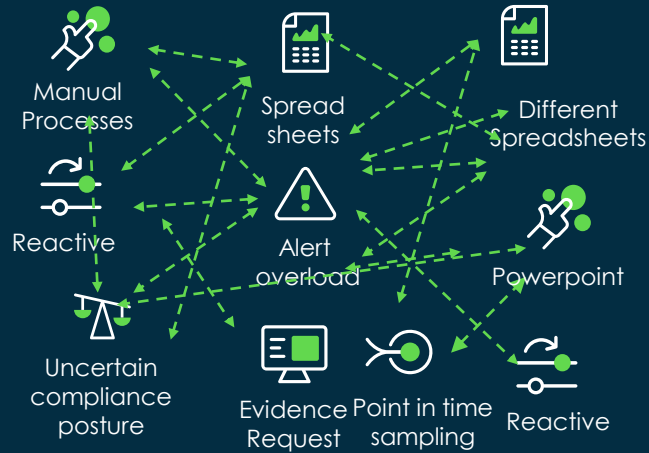 Manual
Processes
Spread
sheets
Different
Spreadsheets
Reactive
Alert
overload
Powerpoint
Uncertain
compliance
posture
Evidence
Request
Point in time
sampling
Reactive